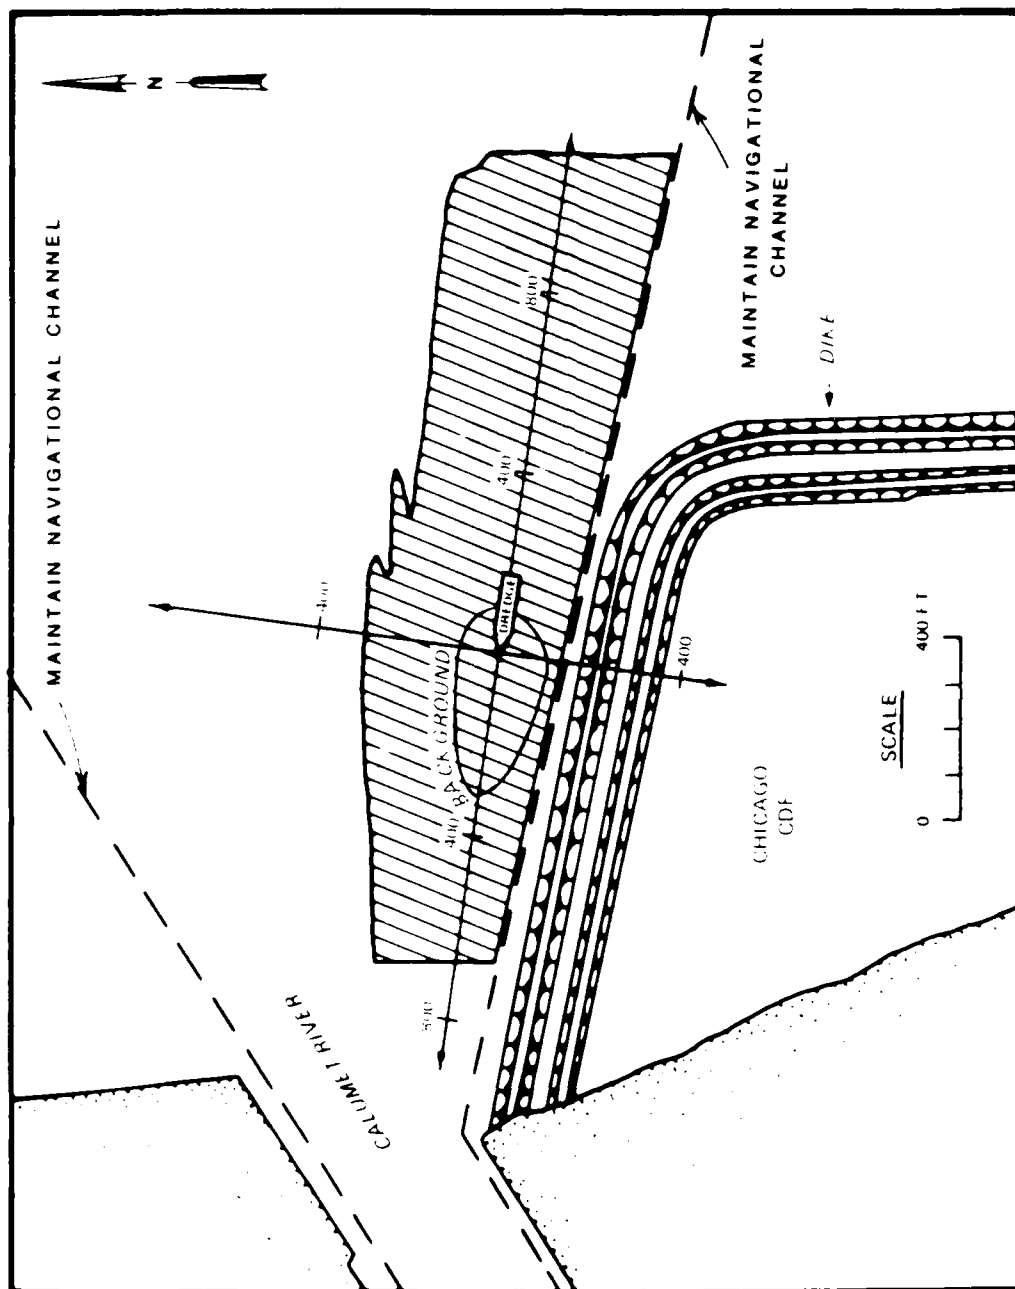 N
MAINTAIN NAVIGATIONAL CHANNEL
MAINTAIN NAVIGATIONAL
CHANNEL
DIKE
800
400
400
DREDGE
BACKGROUND
400
400
800
CALUMET RIVER
CHICAGO
CDF
SCALE
0
400 FT